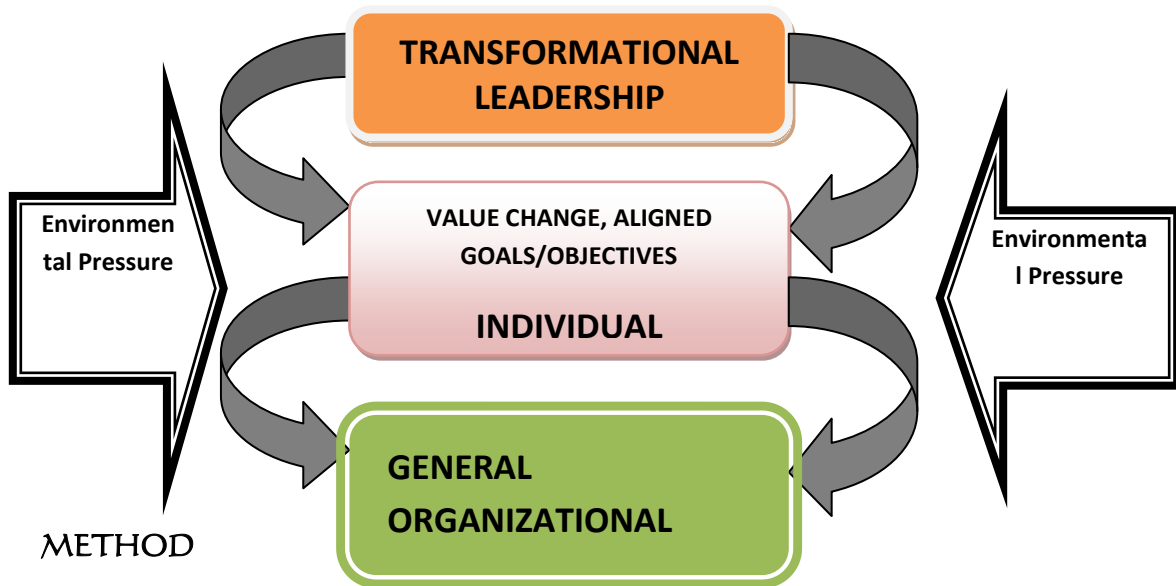 TRANSFORMATIONAL
LEADERSHIP
Environmen
tal Pressure
VALUE CHANGE, ALIGNED
GOALS/OBJECTIVES
INDIVIDUAL
Environmenta
l Pressure
GENERAL
ORGANIZATIONAL
METHOD